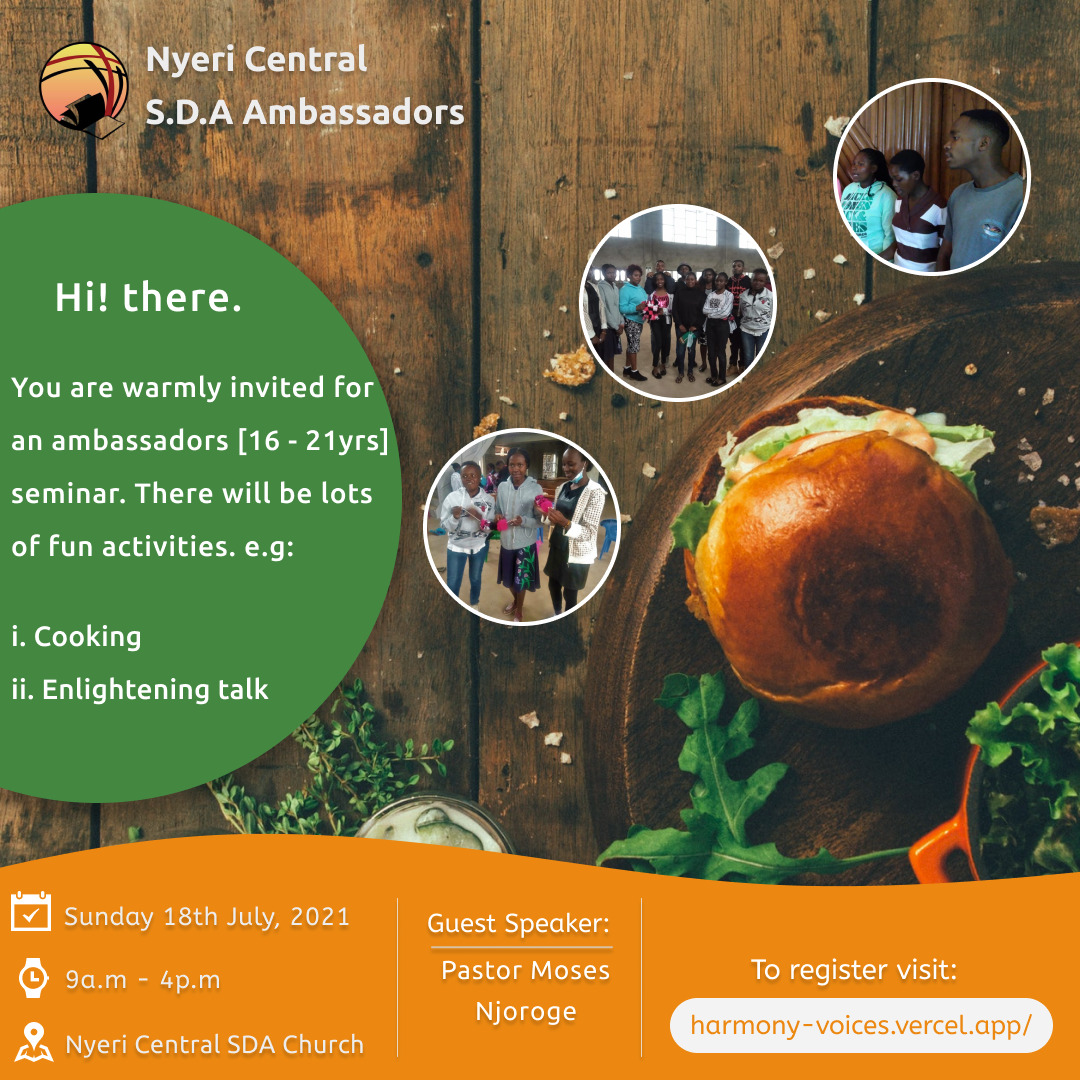 Nyeri Central
S.D.A Ambassadors
Hi! there.
You are warmly invited for
an ambassadors [16 - 21yrs]
seminar. There will be lots
of fun activities. e.g:
i. Cooking
ii. Enlightening talk
Sunday 18th July, 2021
9a.m - 4p.m
Nyeri Central SDA Church
Guest Speaker:
Pastor Moses
Njoroge
To register visit:
harmony-voices.vercel.app/